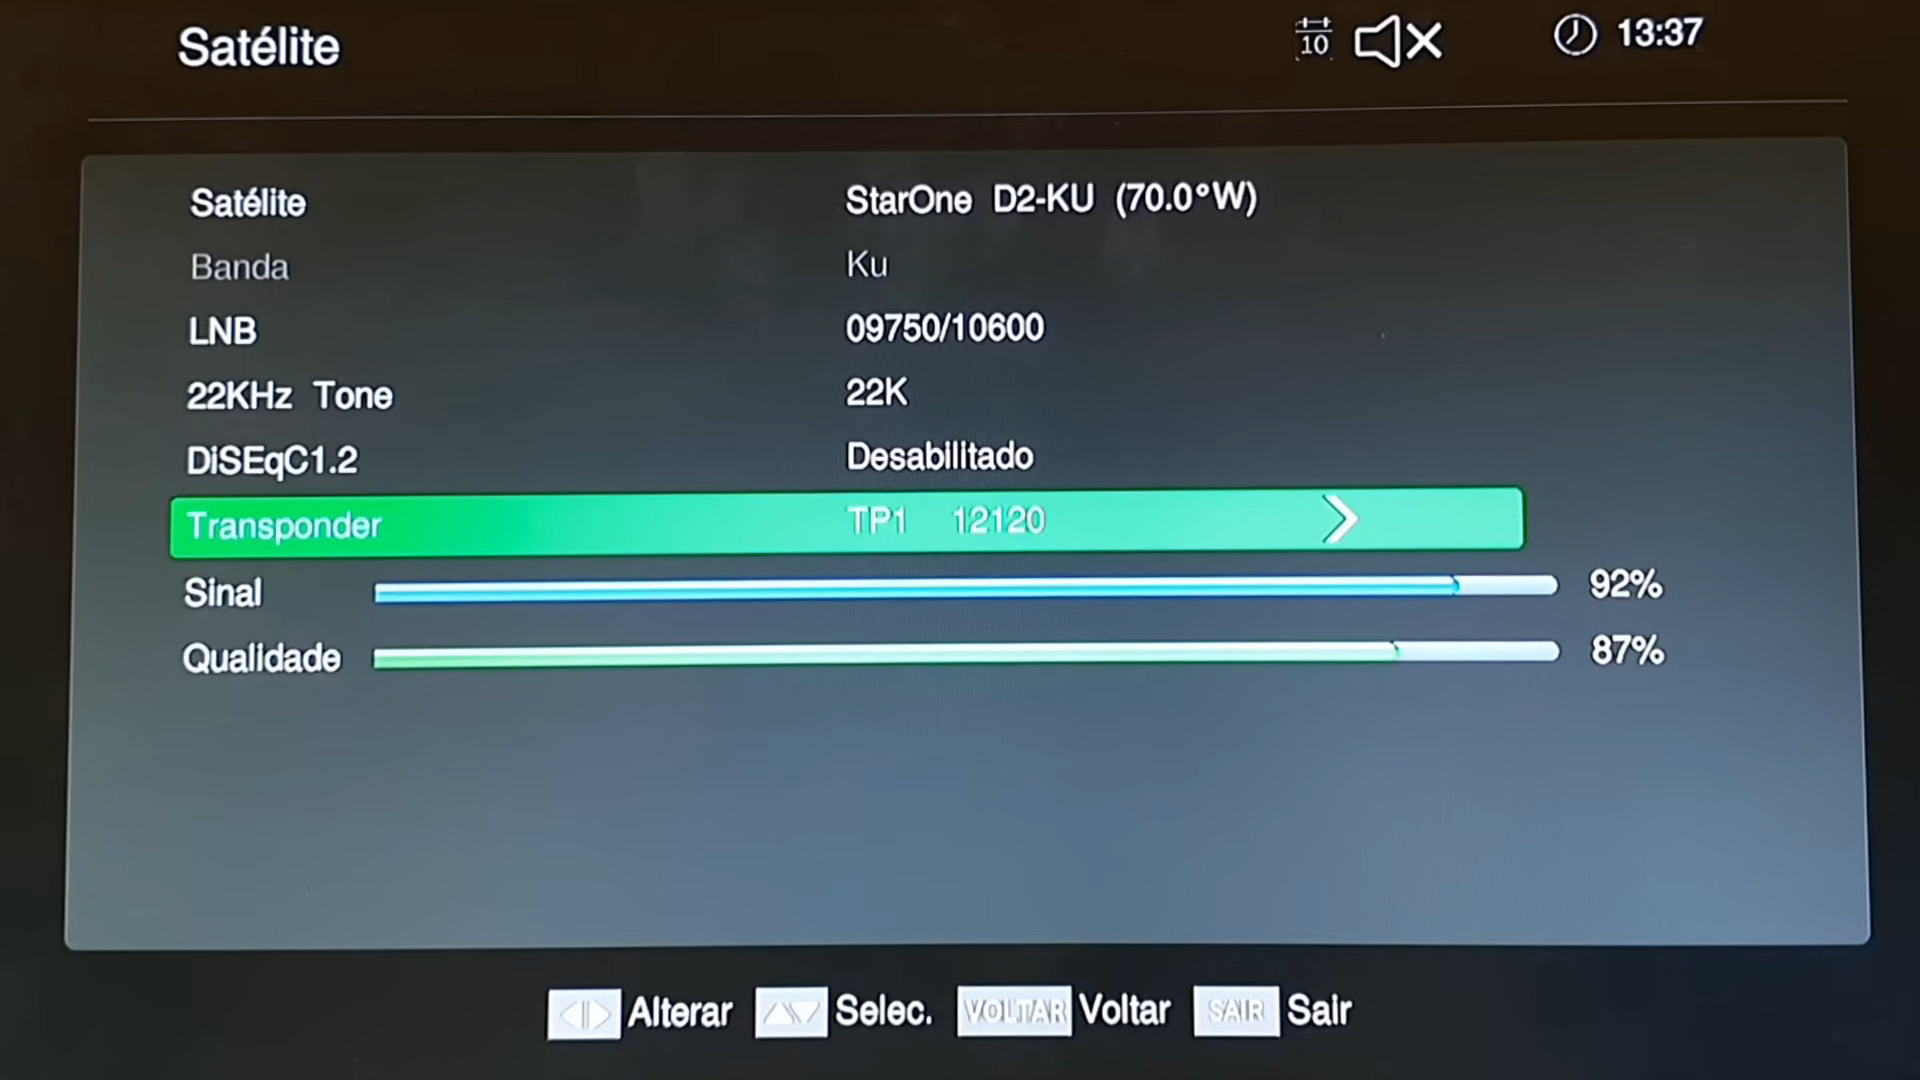 Satélite
10
13:37
Satélite StarOne D2-KU (70.0°W)
Banda Ku
LNB 09750/10600
22KHz Tone 22K
DiSEqC1.2 Desabilitado
Transponder TP1 12120
Sinal 92%
Qualidade 87%
Alterar Selec. VOLTAR Voltar SAIR Sair